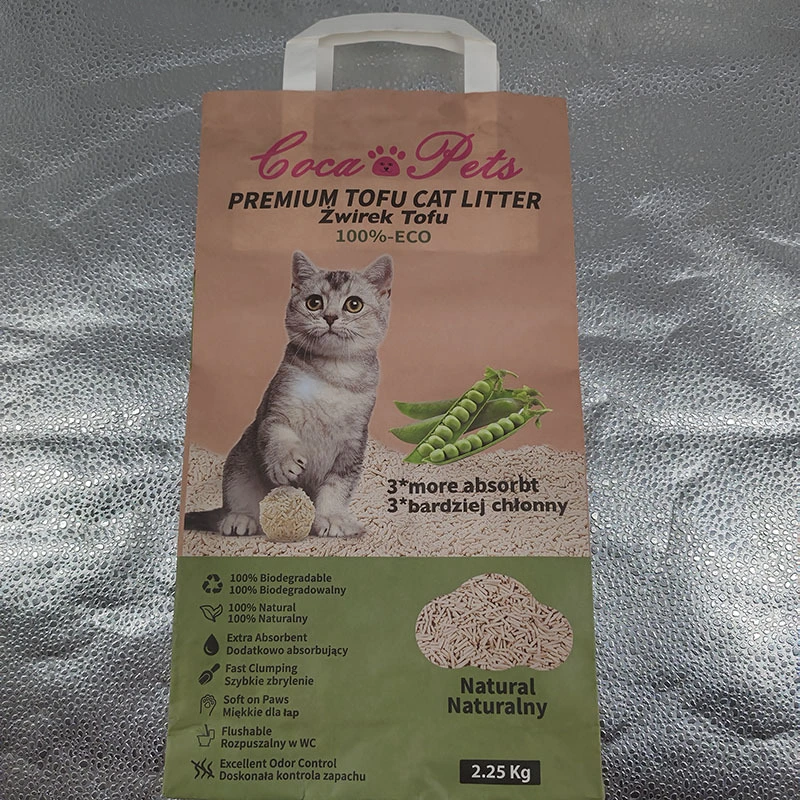 Coca Pets
PREMIUM TOFU CAT LITTER
Żwirek Tofu
100%-ECO
3*more absorbt
3*bardziej chłonny
100% Biodegradable
100% Biodegradowalny
100% Natural
100% Naturalny
Extra Absorbent
Dodatkowo absorbujący
Fast Clumping
Szybkie zbrylenie
Soft on Paws
Miękkie dla łap
Flushable
Rozpuszalny w WC
Excellent Odor Control
Doskonała kontrola zapachu
Natural
Naturalny
2.25 Kg